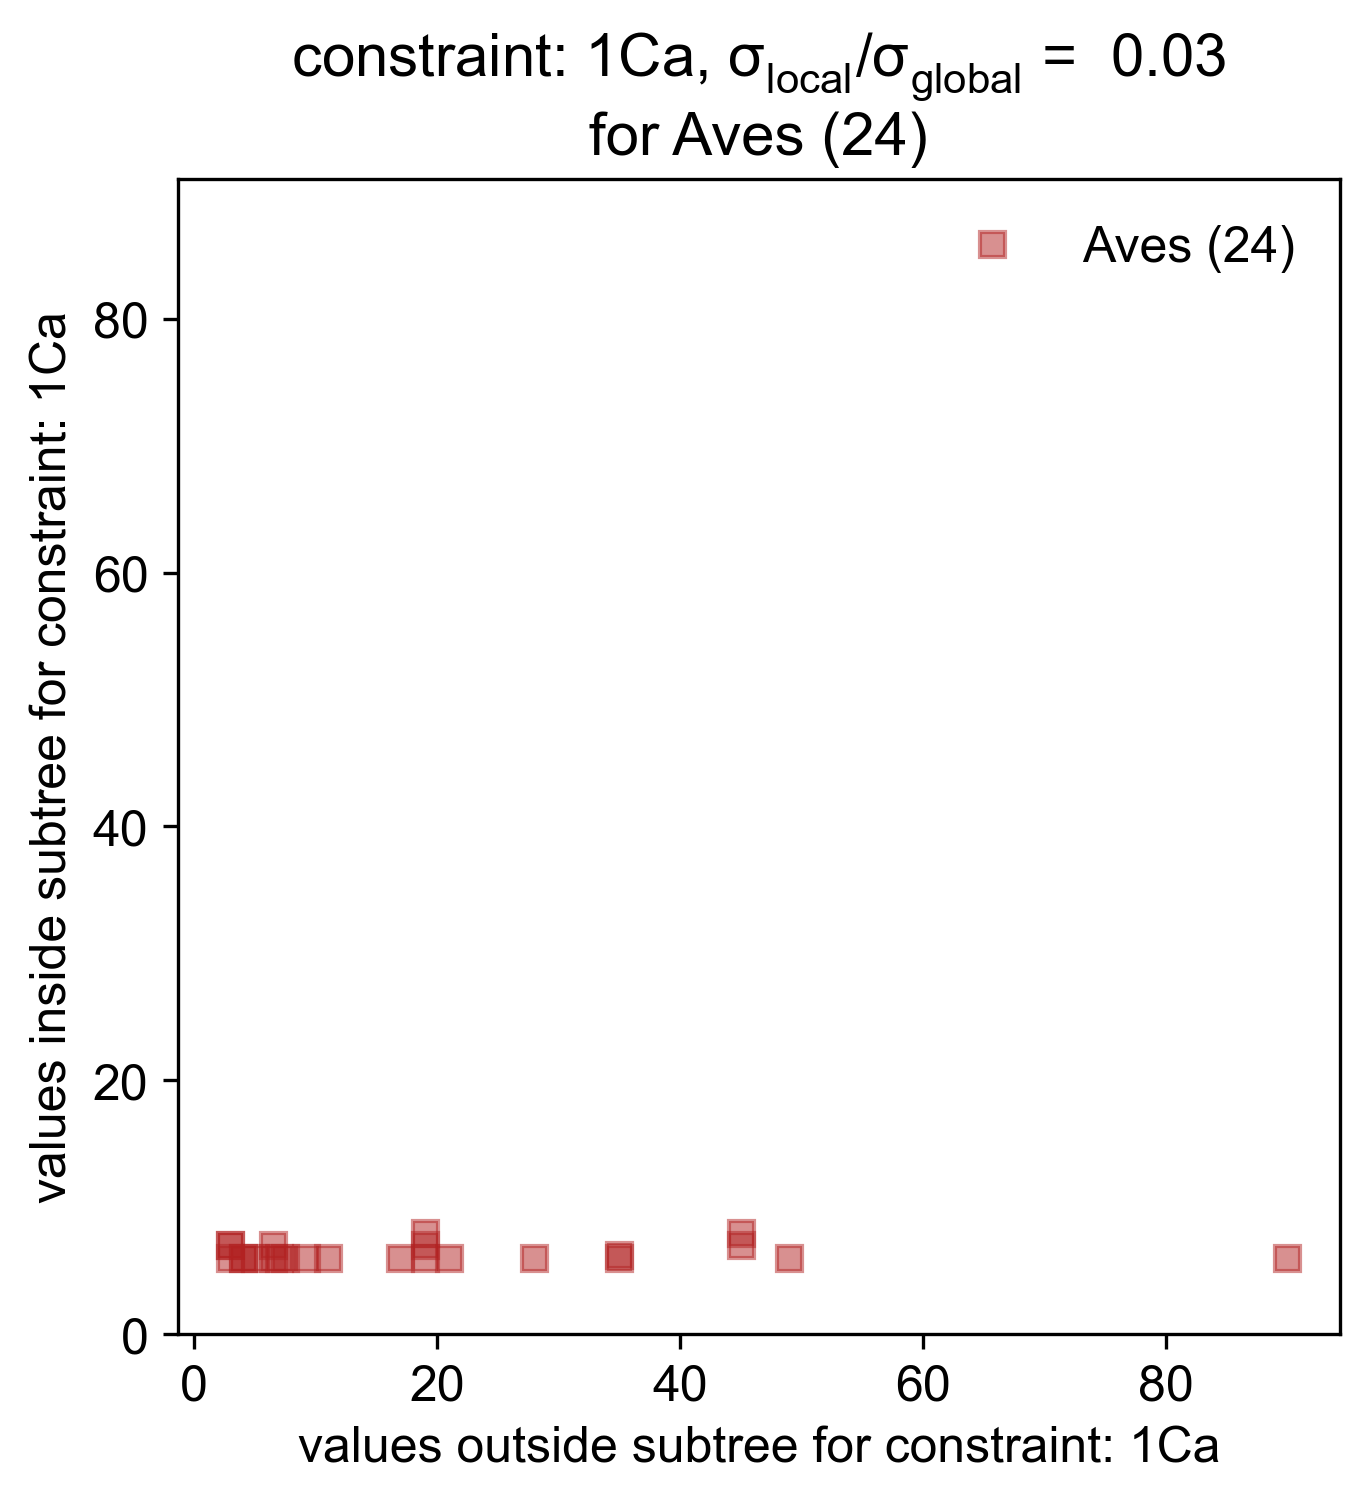 constraint: 1Ca, σlocal/σglobal = 0.03
for Aves (24)
Aves (24)
values inside subtree for constraint: 1Ca
80
60
40
20
0
0 20 40 60 80
values outside subtree for constraint: 1Ca